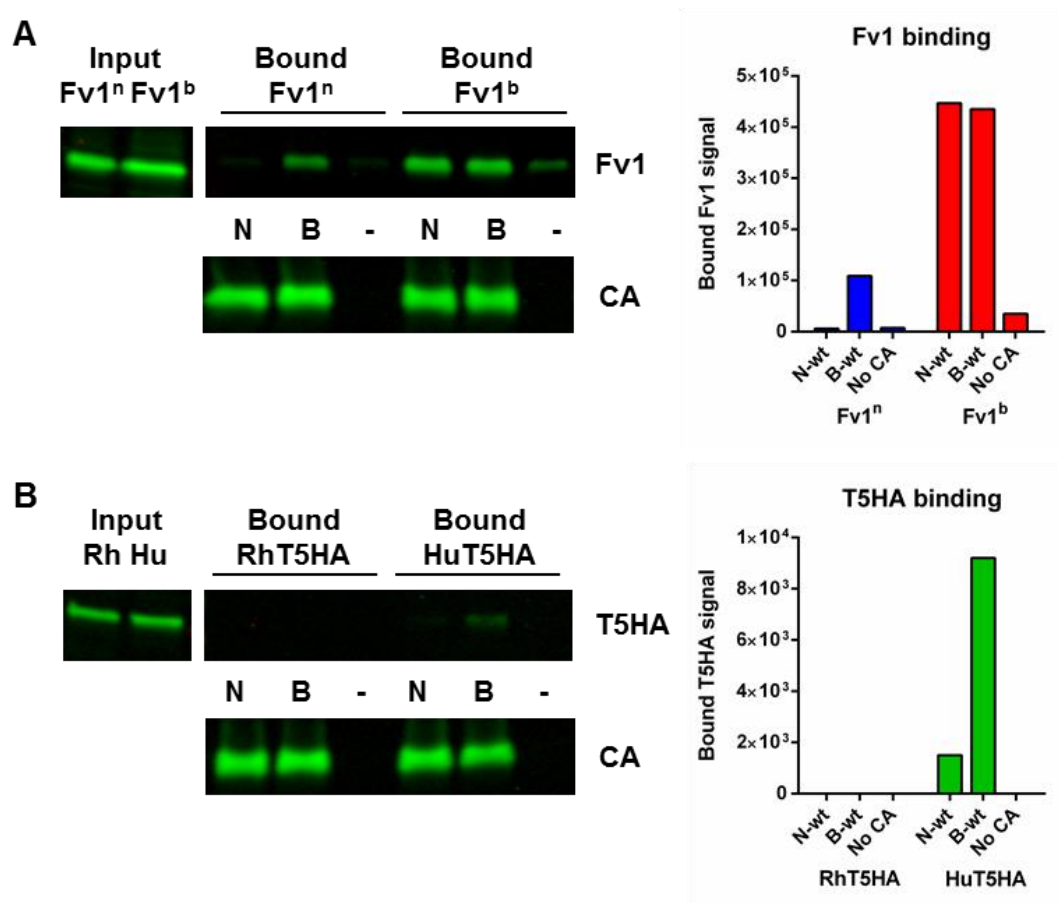 A
Input
Fv1ⁿ Fv1ᵇ
Bound
Fv1ⁿ
Bound
Fv1ᵇ
Fv1
N B - N B -
CA
Fv1 binding
Bound Fv1 signal
5×10⁵
4×10⁵
3×10⁵
2×10⁵
1×10⁵
0
N-wt B-wt No CA N-wt B-wt No CA
Fv1ⁿ Fv1ᵇ
B
Input
Rh Hu
Bound
RhT5HA
Bound
HuT5HA
T5HA
N B - N B -
CA
T5HA binding
Bound T5HA signal
1×10⁴
8×10³
6×10³
4×10³
2×10³
0
N-wt B-wt No CA N-wt B-wt No CA
RhT5HA HuT5HA